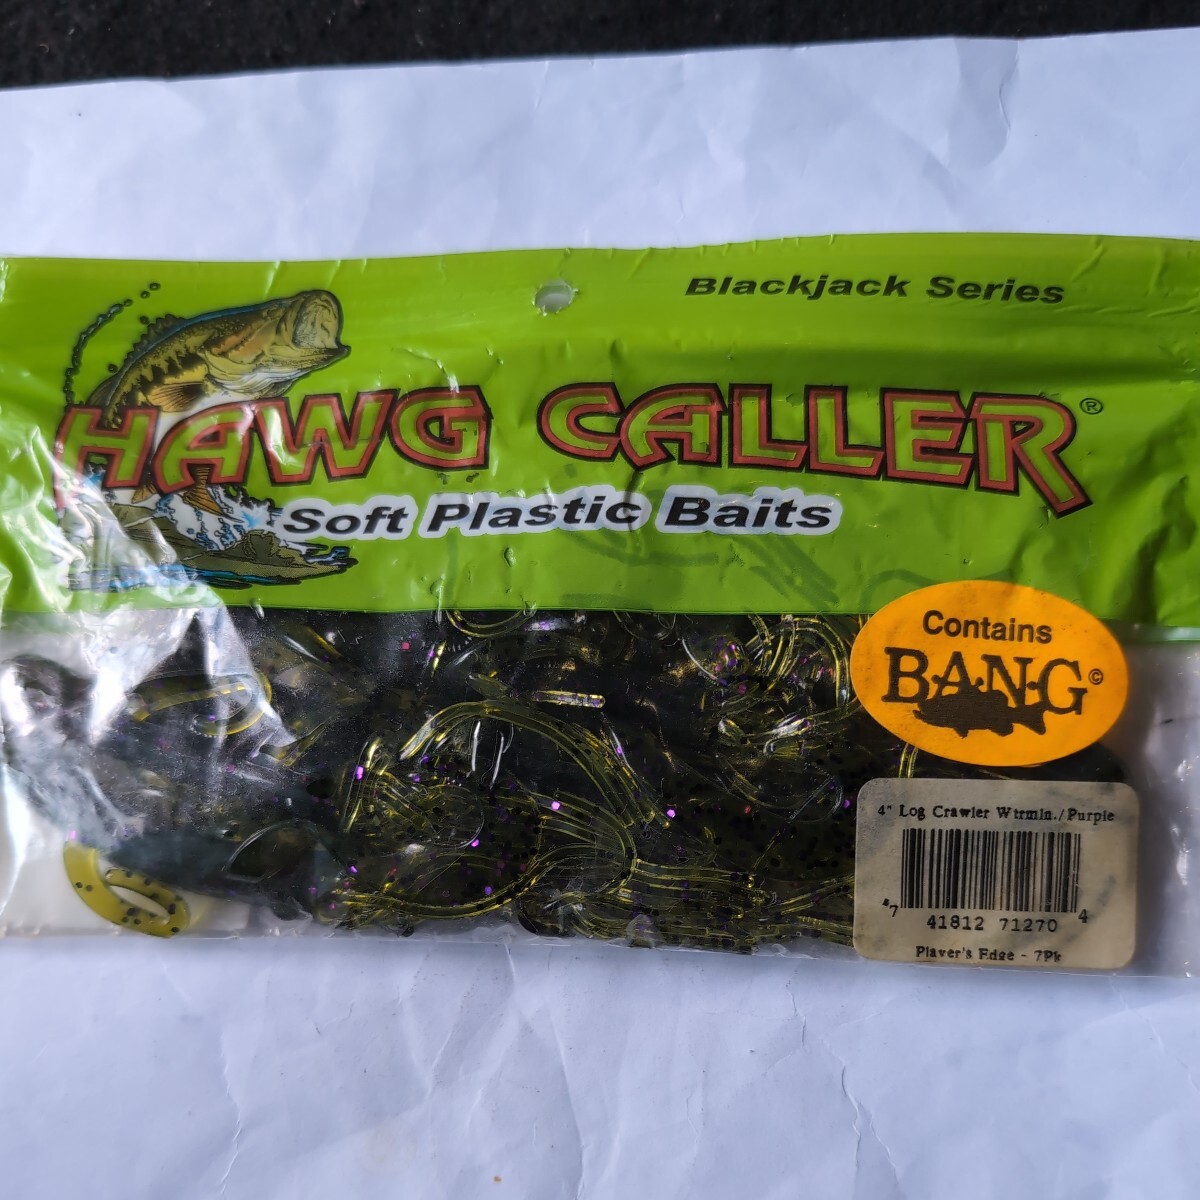 Blackjack Series
HAWG CALLER®
Soft Plastic Baits
Contains
B·A·N·G©
4" Log Crawler Wtrmln./Purple
7 41812 71270 4
Player's Edge - 7Pk